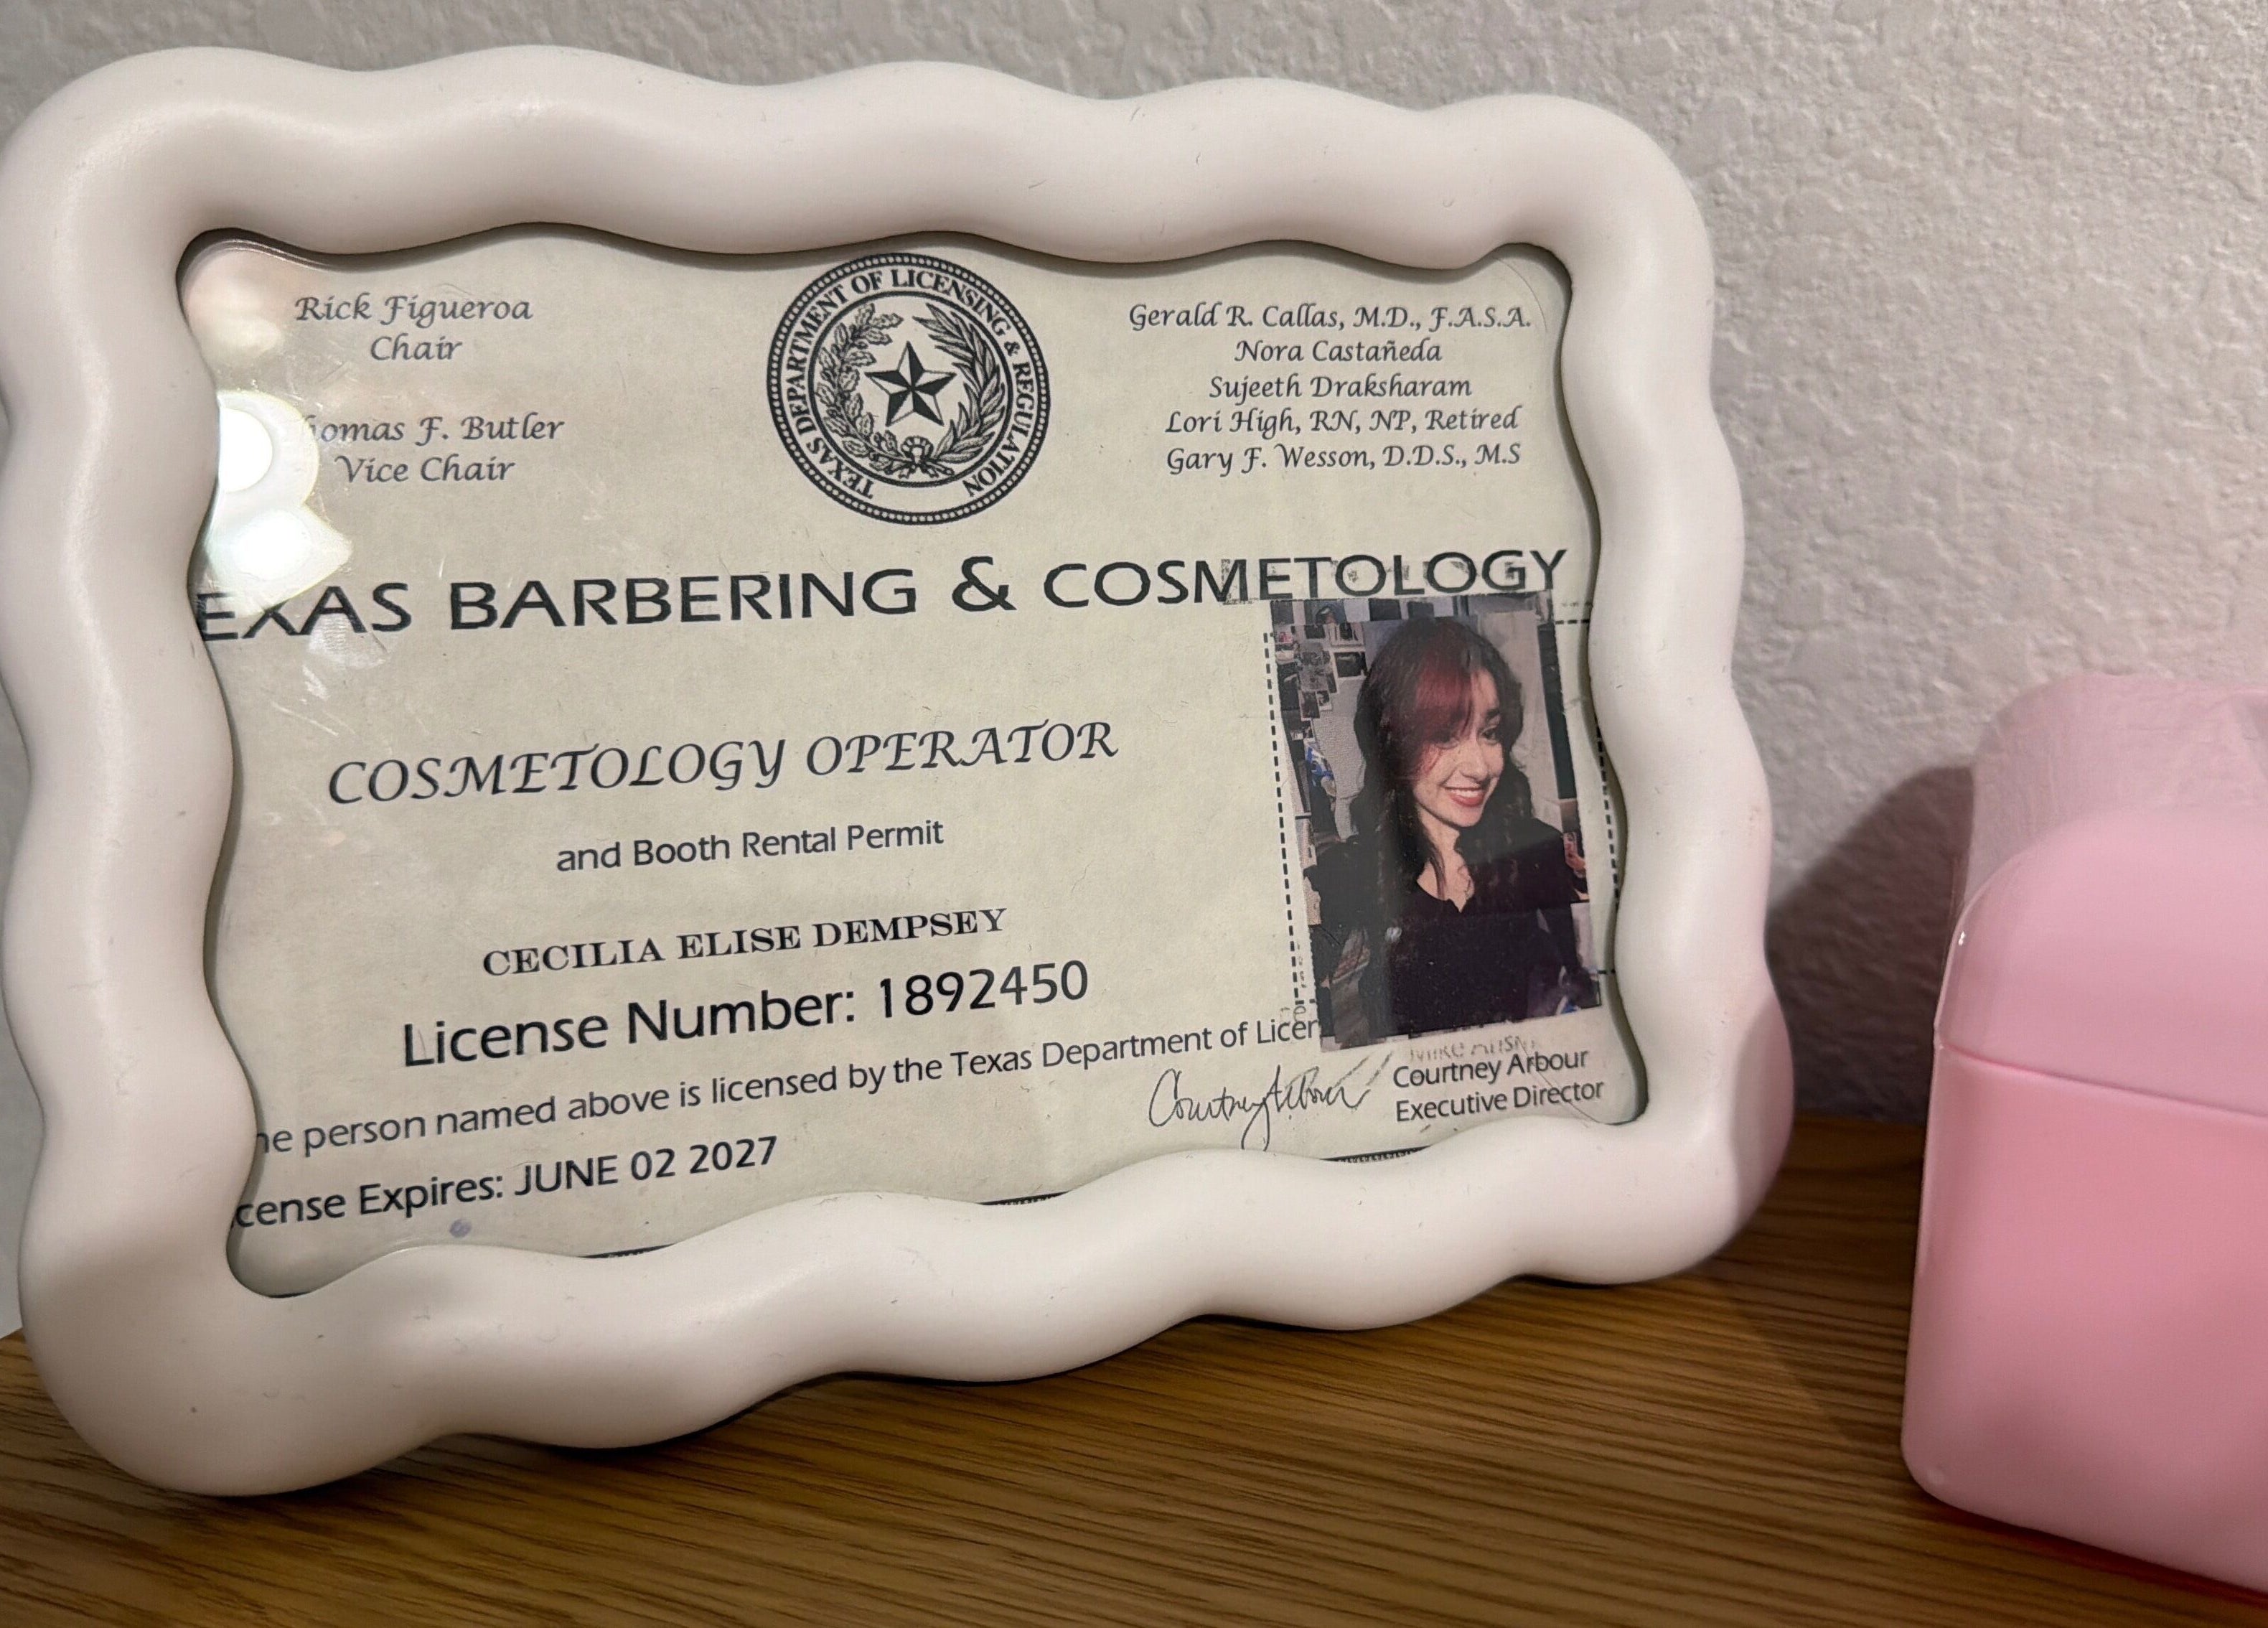 Rick Figueroa
Chair
omas F. Butler
Vice Chair
TEXAS DEPARTMENT OF LICENSING & REGULATION
Gerald R. Callas, M.D., F.A.S.A.
Nora Castañeda
Sujeeth Draksharam
Lori High, RN, NP, Retired
Gary F. Wesson, D.D.S., M.S
EXAS BARBERING & COSMETOLOGY
COSMETOLOGY OPERATOR
and Booth Rental Permit
CECILIA ELISE DEMPSEY
License Number: 1892450
he person named above is licensed by the Texas Department of Licen
cense Expires: JUNE 02 2027
Courtney Arbour
Courtney Arbour
Executive Director